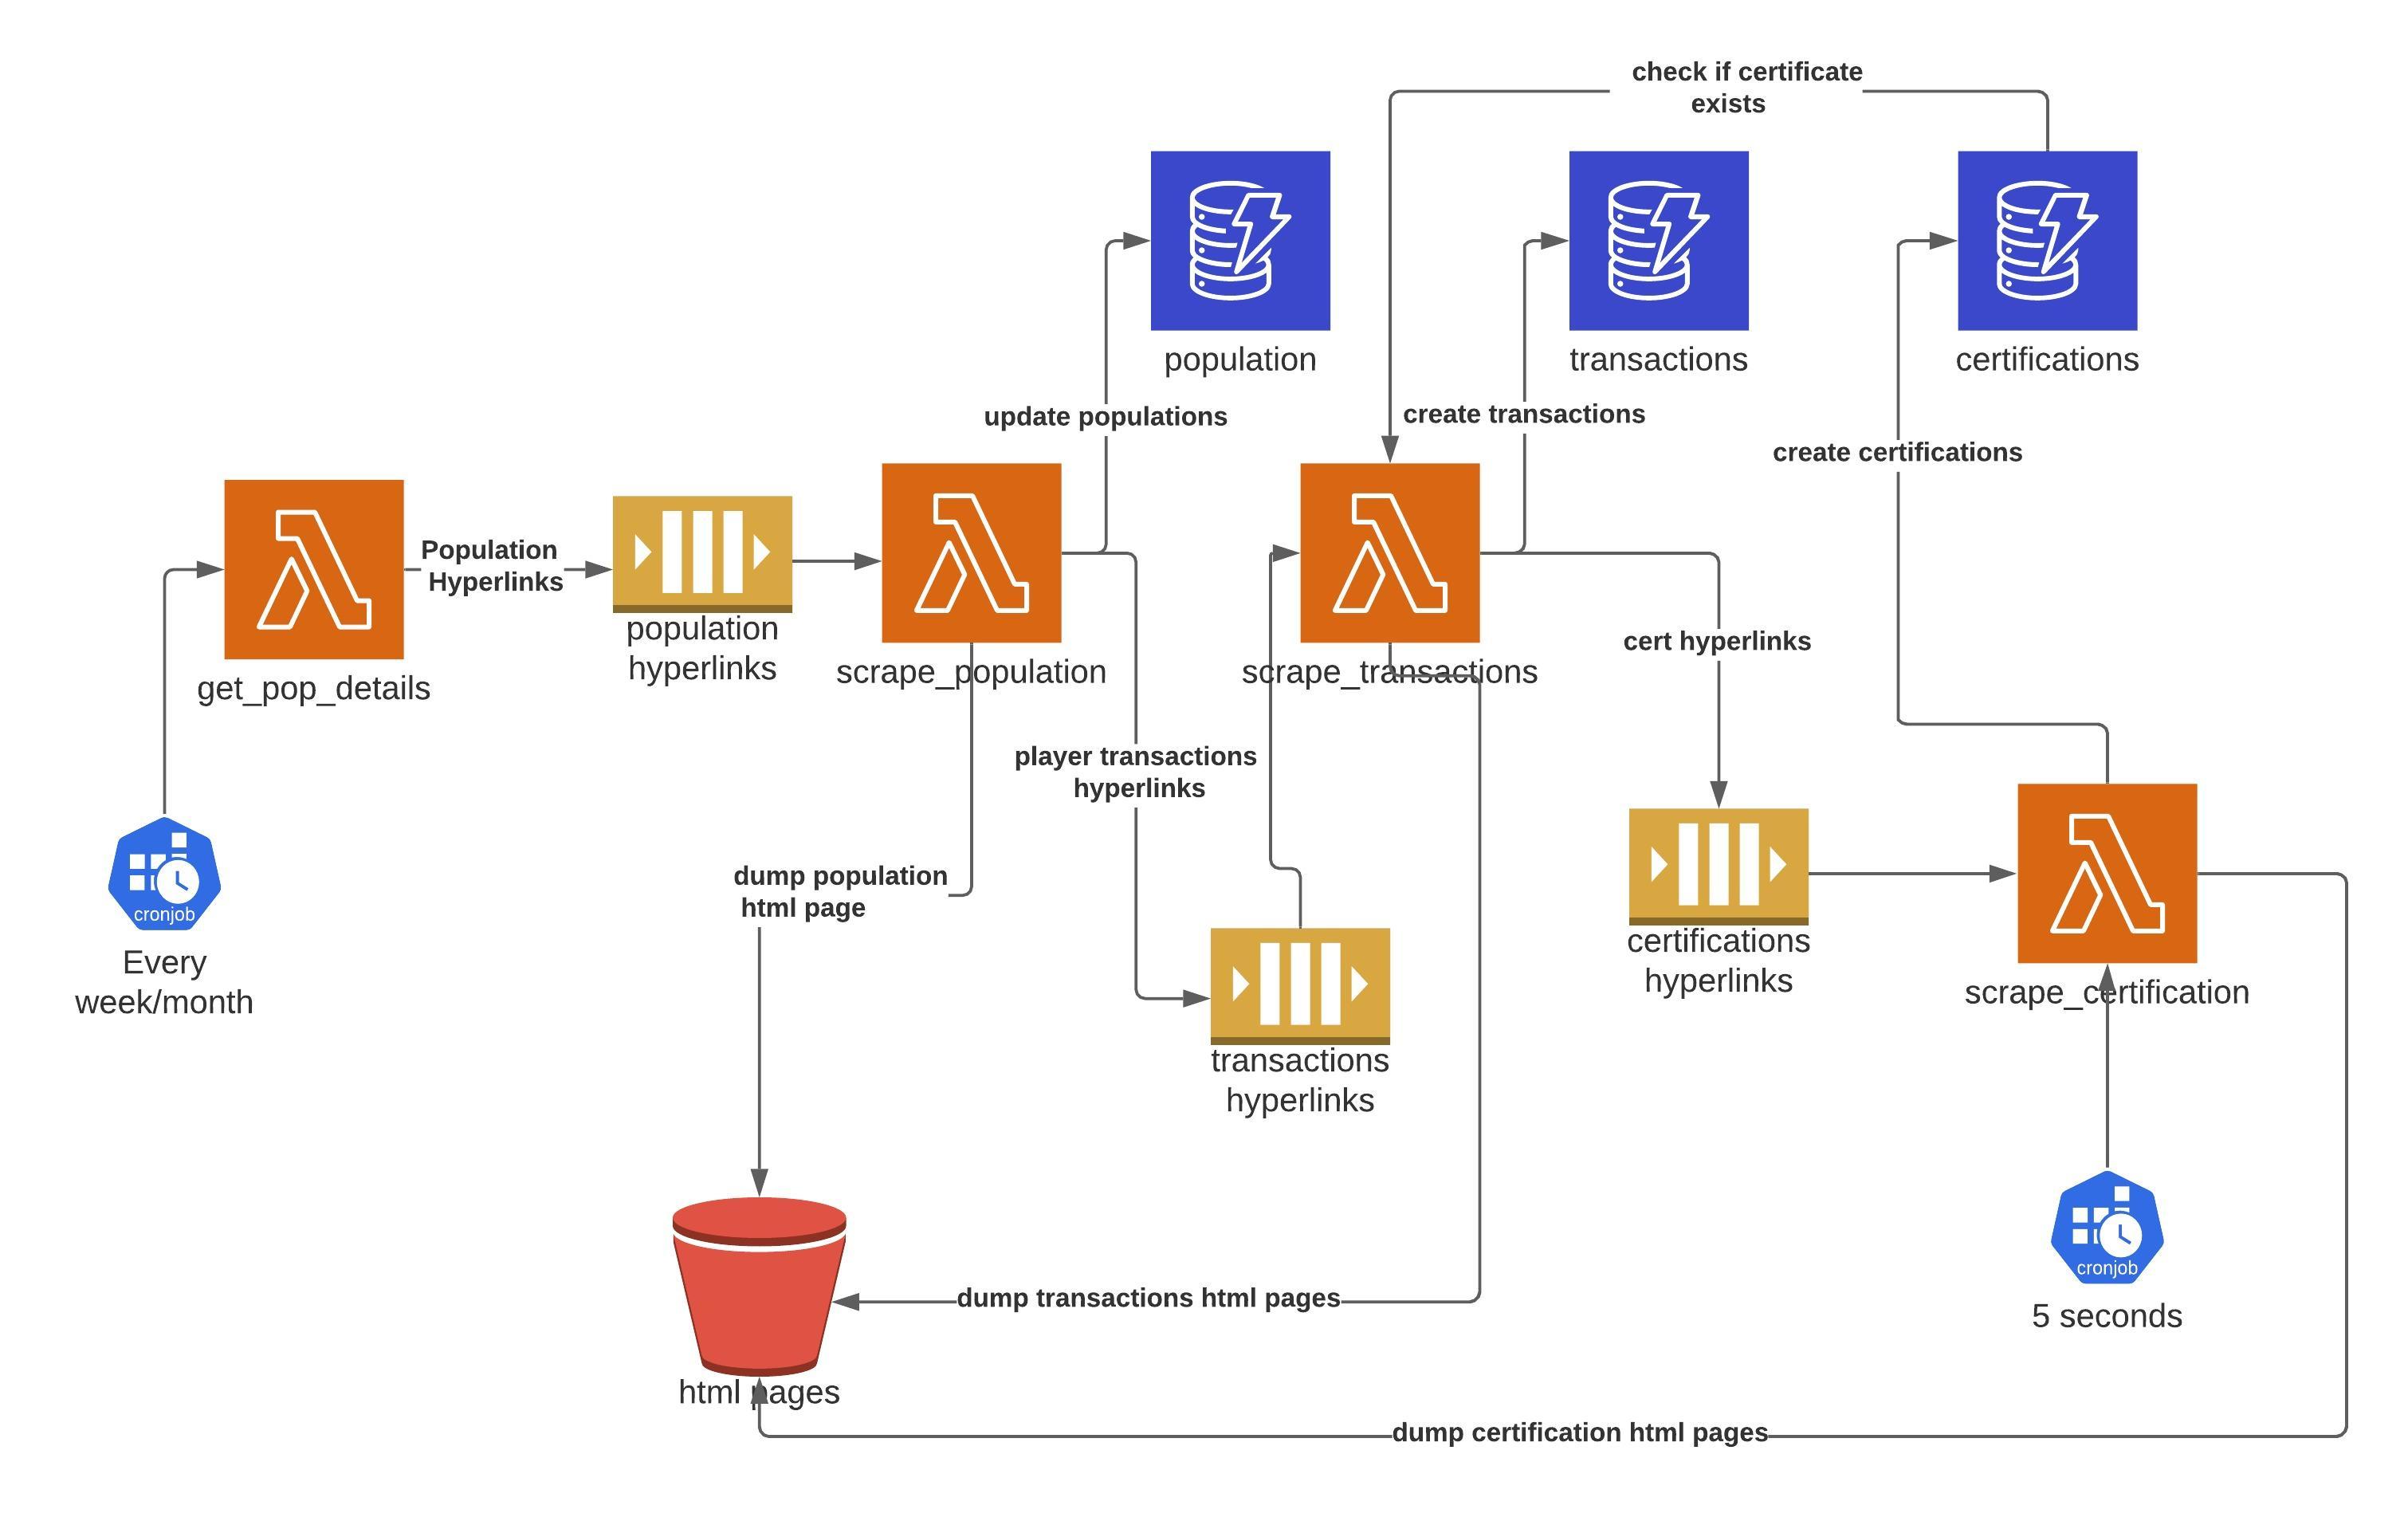 check if certificate
exists
population
transactions
certifications
update populations
create transactions
create certifications
Population
Hyperlinks
population
hyperlinks
get_pop_details
scrape_population
scrape_transactions
cert hyperlinks
player transactions
hyperlinks
dump population
html page
cronjob
Every
week/month
certifications
hyperlinks
scrape_certification
transactions
hyperlinks
cronjob
5 seconds
dump transactions html pages
html pages
dump certification html pages